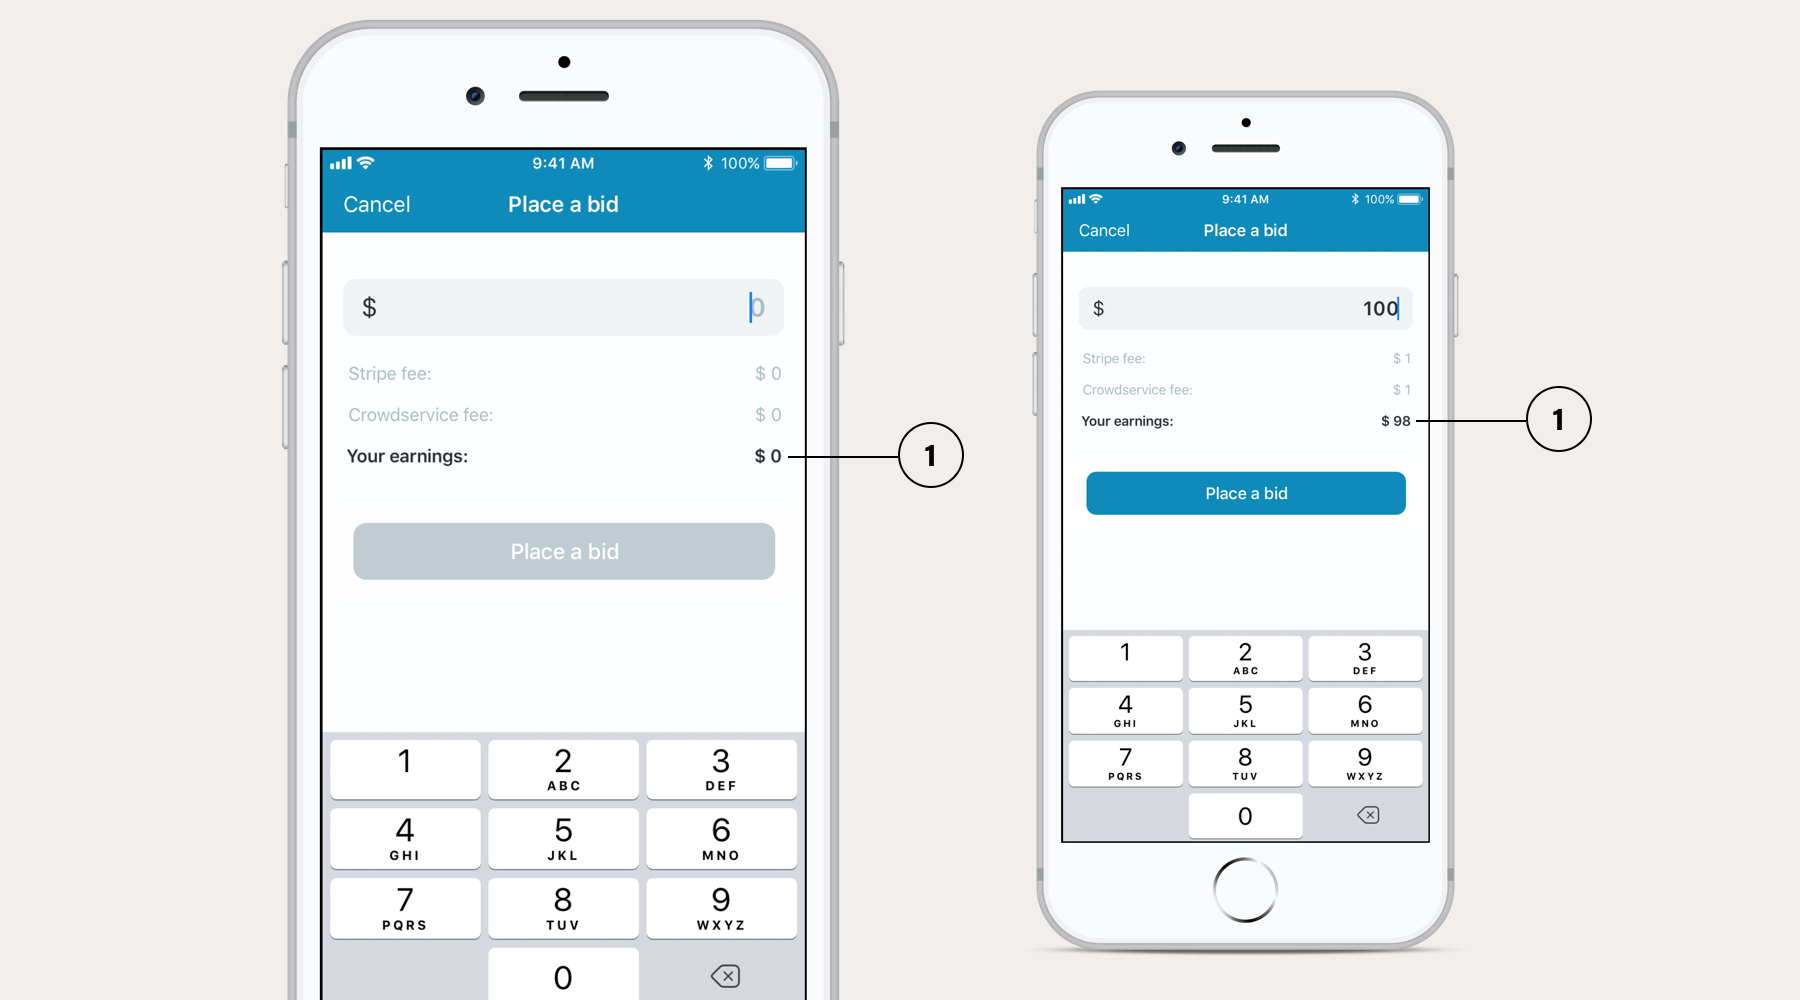 9:41 AM
100%
Cancel
Place a bid
$ 0
Stripe fee: $ 0
Crowdservice fee: $ 0
Your earnings: $ 0
1
Place a bid
1
2
ABC
3
DEF
4
GHI
5
JKL
6
MNO
7
PQRS
8
TUV
9
WXYZ
0
9:41 AM
100%
Cancel
Place a bid
$ 100
Stripe fee: $ 1
Crowdservice fee: $ 1
Your earnings: $ 98
1
Place a bid
1
2
ABC
3
DEF
4
GHI
5
JKL
6
MNO
7
PQRS
8
TUV
9
WXYZ
0